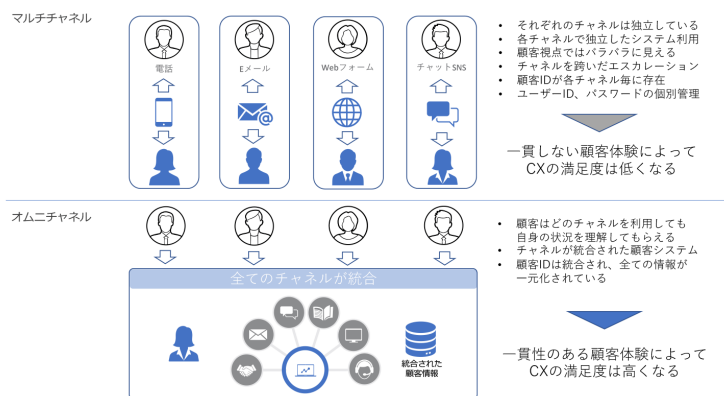 マルチチャネル
電話
Eメール
Webフォーム
チャットSNS
• それぞれのチャネルは独立している
• 各チャネルで独立したシステム利用
• 顧客視点ではバラバラに見える
• チャネルを跨いだエスカレーション
• 顧客IDが各チャネル毎に存在
• ユーザーID、パスワードの個別管理
一貫しない顧客体験によって
CXの満足度は低くなる
オムニチャネル
全てのチャネルが統合
統合された
顧客情報
• 顧客はどのチャネルを利用しても
自身の状況を理解してもらえる
• チャネルが統合された顧客システム
• 顧客IDは統合され、全ての情報が
一元化されている
一貫性のある顧客体験によって
CXの満足度は高くなる